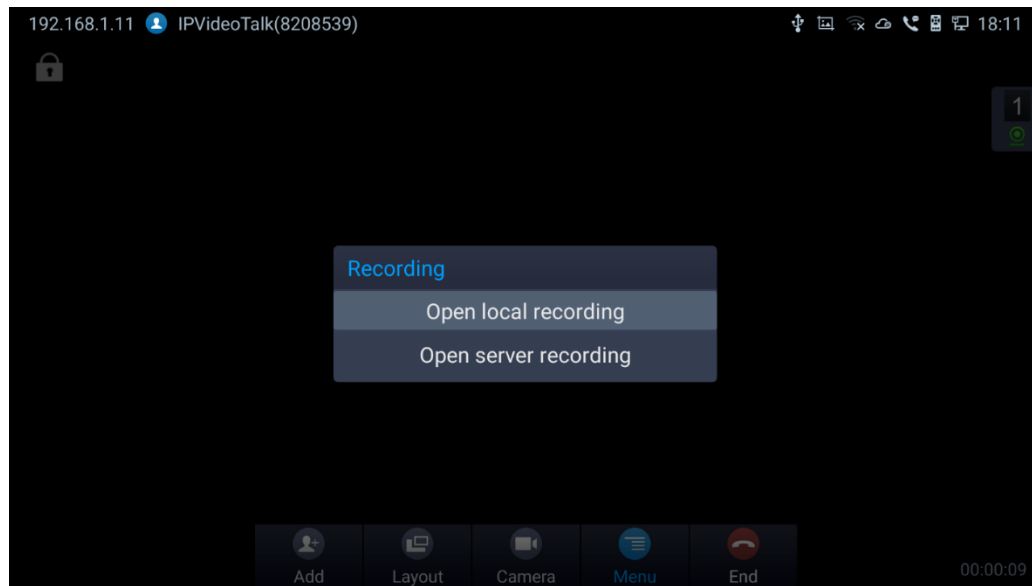 192.168.1.11 IPVideoTalk(8208539) 18:11
1
Recording
Open local recording
Open server recording
Add Layout Camera Menu End
00:00:09